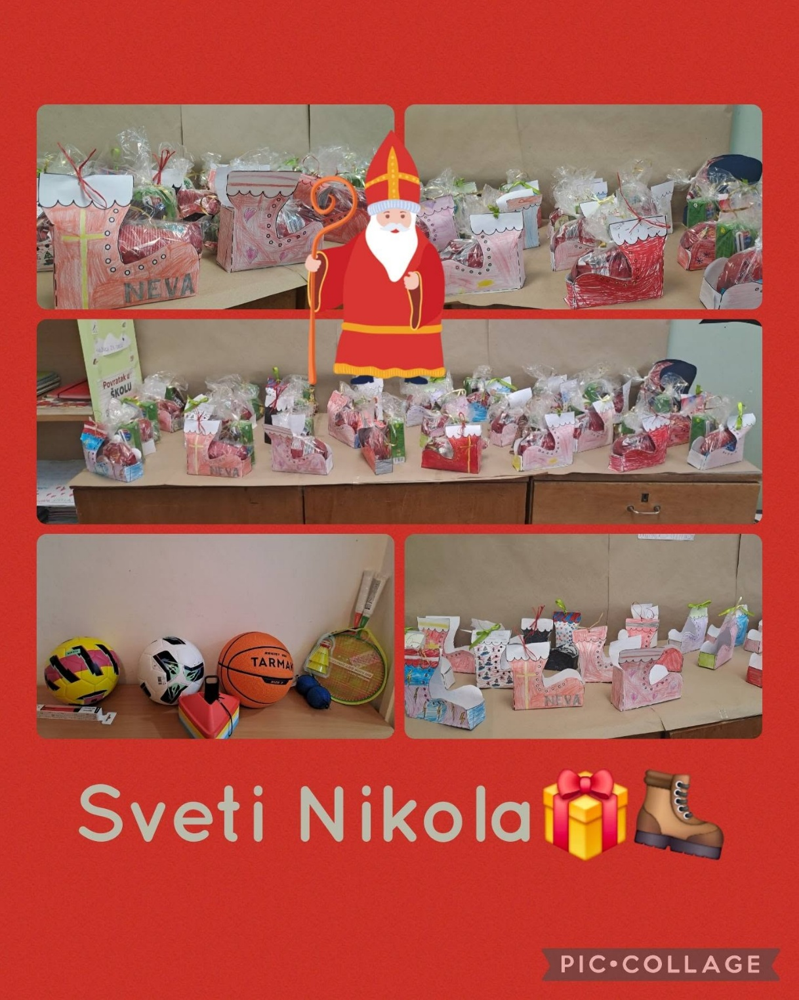 NEVA
Povratak u
ŠKOLU
NEVA
TARMAK
NEVA
Sveti Nikola
PIC•COLLAGE